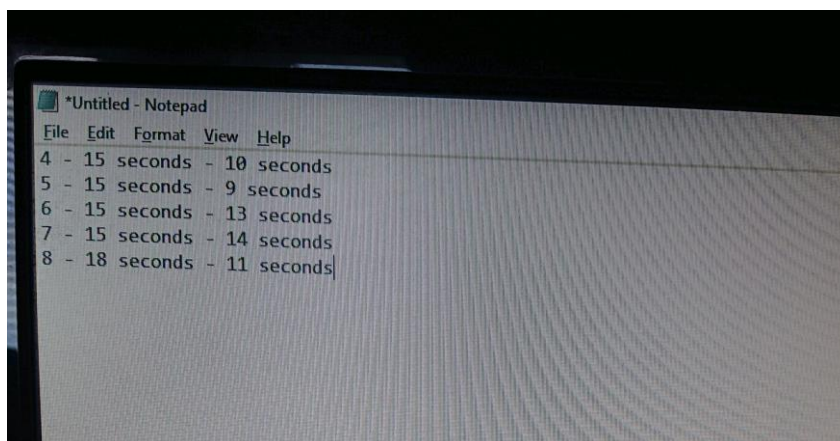 *Untitled - Notepad
File Edit Format View Help
4 - 15 seconds - 10 seconds
5 - 15 seconds - 9 seconds
6 - 15 seconds - 13 seconds
7 - 15 seconds - 14 seconds
8 - 18 seconds - 11 seconds